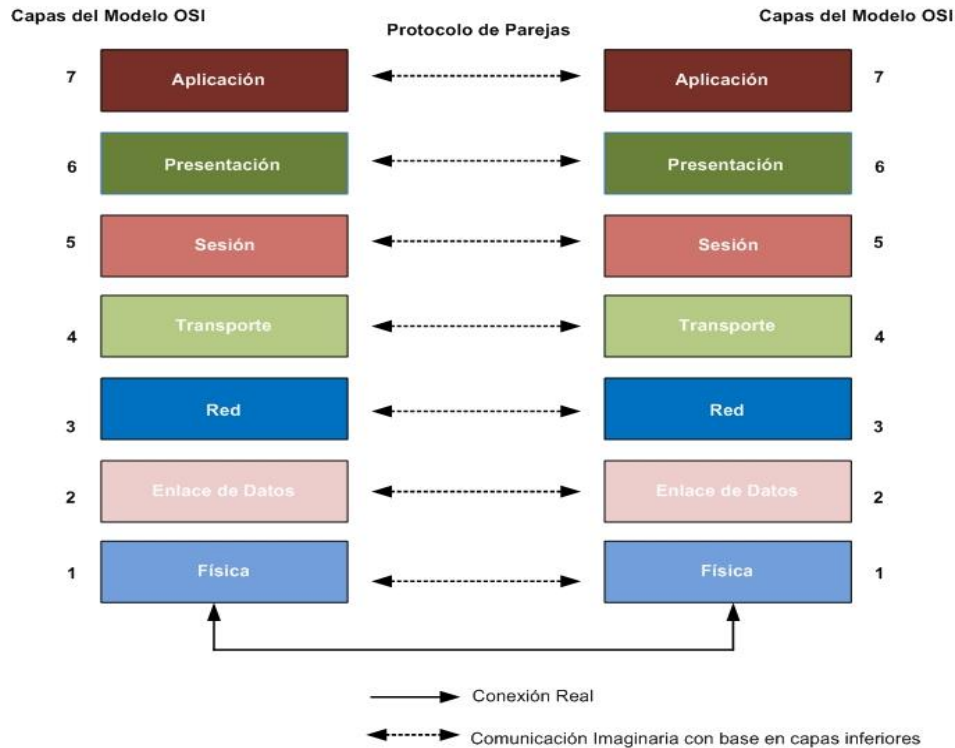 Capas del Modelo OSI
Capas del Modelo OSI
Protocolo de Parejas
7 Aplicación Aplicación 7
6 Presentación Presentación 6
5 Sesión Sesión 5
4 Transporte Transporte 4
3 Red Red 3
2 Enlace de Datos Enlace de Datos 2
1 Física Física 1
Conexión Real
Comunicación Imaginaria con base en capas inferiores